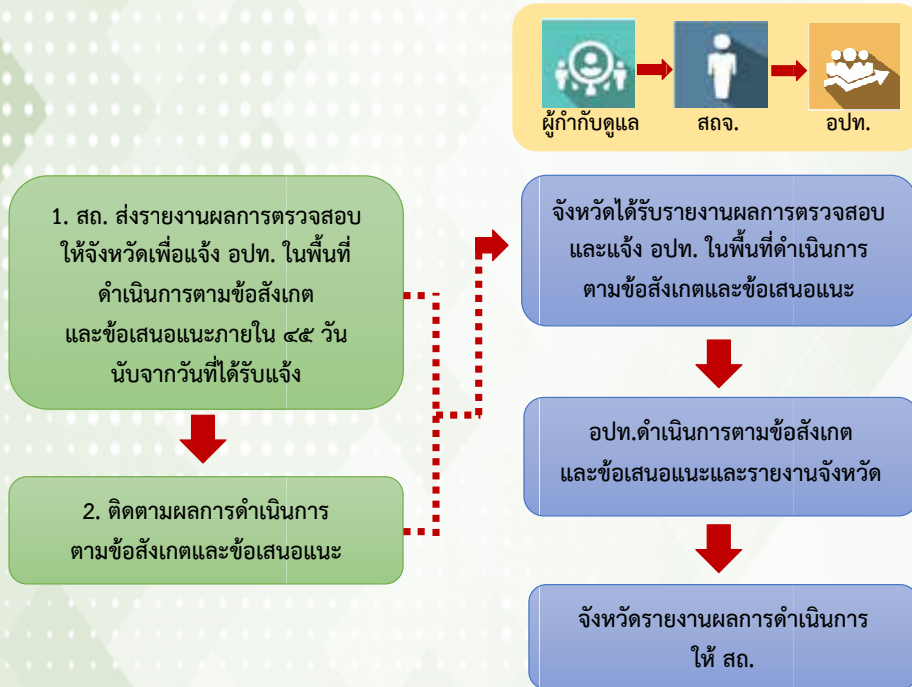 ผู้กำกับดูแล
สถจ.
อปท.
1. สถ. ส่งรายงานผลการตรวจสอบ
ให้จังหวัดเพื่อแจ้ง อปท. ในพื้นที่
ดำเนินการตามข้อสังเกต
และข้อเสนอแนะภายใน ๔๕ วัน
นับจากวันที่ได้รับแจ้ง
2. ติดตามผลการดำเนินการ
ตามข้อสังเกตและข้อเสนอแนะ
จังหวัดได้รับรายงานผลการตรวจสอบ
และแจ้ง อปท. ในพื้นที่ดำเนินการ
ตามข้อสังเกตและข้อเสนอแนะ
อปท.ดำเนินการตามข้อสังเกต
และข้อเสนอแนะและรายงานจังหวัด
จังหวัดรายงานผลการดำเนินการ
ให้ สถ.